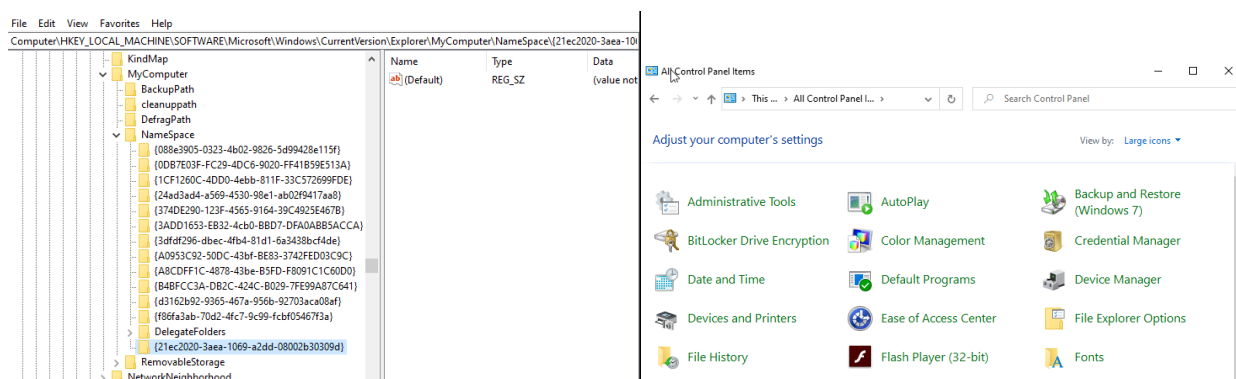 File Edit View Favorites Help
Computer\HKEY_LOCAL_MACHINE\SOFTWARE\Microsoft\Windows\CurrentVersion\Explorer\MyComputer\NameSpace\{21ec2020-3aea-10
KindMap
MyComputer
BackupPath
cleanuppath
DefragPath
NameSpace
{088e3905-0323-4b02-9826-5d99428e115f}
{0DB7E03F-FC29-4DC6-9020-FF41B59E513A}
{1CF1260C-4DD0-4ebb-811F-33C572699FDE}
{24ad3ad4-a569-4530-98e1-ab02f9417aa8}
{374DE290-123F-4565-9164-39C4925E467B}
{3ADD1653-EB32-4cb0-BBD7-DFA0ABB5ACCA}
{3dfdf296-dbec-4fb4-81d1-6a3438bcf4de}
{A0953C92-50DC-43bf-BE83-3742FED03C9C}
{A8CDFF1C-4878-43be-B5FD-F8091C1C60D0}
{B4BFCC3A-DB2C-424C-B029-7FE99A87C641}
{d3162b92-9365-467a-956b-92703aca08af}
{f86fa3ab-70d2-4fc7-9c99-fcbf05467f3a}
DelegateFolders
{21ec2020-3aea-1069-a2dd-08002b30309d}
RemovableStorage
NetworkNeighborhood
Name Type Data
(Default) REG_SZ (value not
All Control Panel Items
This ... > All Control Panel I... > Search Control Panel
Adjust your computer's settings View by: Large icons
Administrative Tools AutoPlay Backup and Restore
(Windows 7)
BitLocker Drive Encryption Color Management Credential Manager
Date and Time Default Programs Device Manager
Devices and Printers Ease of Access Center File Explorer Options
File History Flash Player (32-bit) Fonts